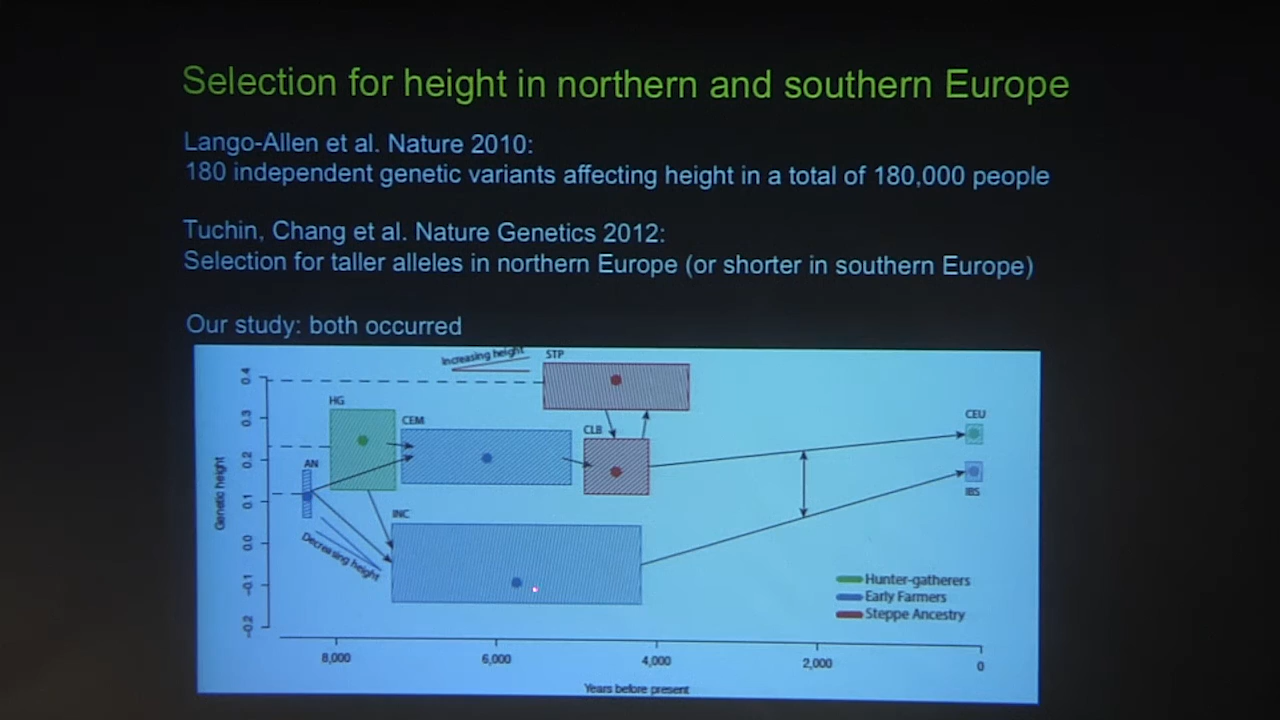 Selection for height in northern and southern Europe
Lango-Allen et al. Nature 2010:
180 independent genetic variants affecting height in a total of 180,000 people
Tuchin, Chang et al. Nature Genetics 2012:
Selection for taller alleles in northern Europe (or shorter in southern Europe)
Our study: both occurred
Increasing height
STP
0.4
HG
0.3
CEM
CLB
CEU
0.2
AN
0.1
IBS
INC
Genetic height
0.0
Decreasing height
-0.1
-0.2
Hunter-gatherers
Early Farmers
Steppe Ancestry
8,000
6,000
4,000
2,000
0
Years before present